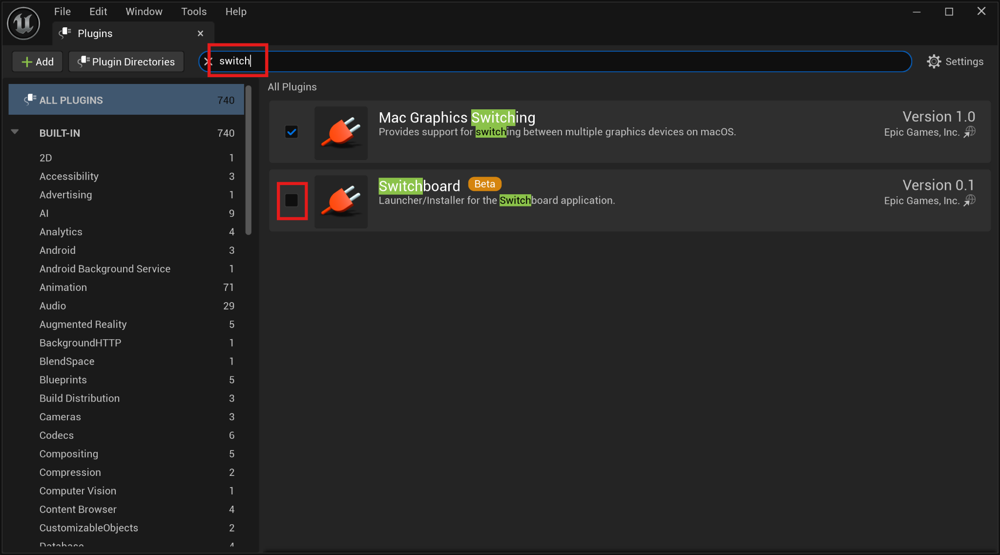 File Edit Window Tools Help
Plugins
Add Plugin Directories switch Settings
ALL PLUGINS 740
BUILT-IN 740
2D 1
Accessibility 3
Advertising 1
AI 9
Analytics 4
Android 3
Android Background Service 1
Animation 71
Audio 29
Augmented Reality 5
BackgroundHTTP 1
BlendSpace 1
Blueprints 5
Build Distribution 3
Cameras 3
Codecs 6
Compositing 5
Compression 2
Computer Vision 1
Content Browser 4
CustomizableObjects 2
Database 4
All Plugins
Mac Graphics Switching Version 1.0
Provides support for switching between multiple graphics devices on macOS. Epic Games, Inc.
Switchboard Beta Version 0.1
Launcher/Installer for the Switchboard application. Epic Games, Inc.